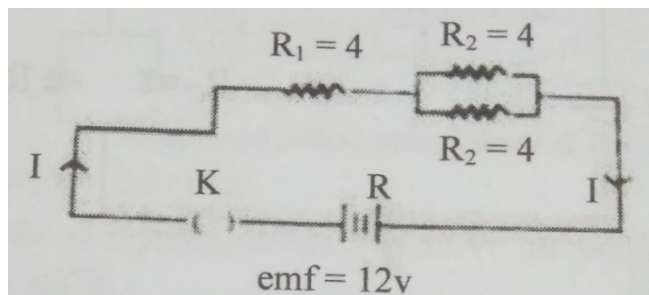 R₁ = 4
R₂ = 4
R₂ = 4
I
K
R
I
emf = 12v